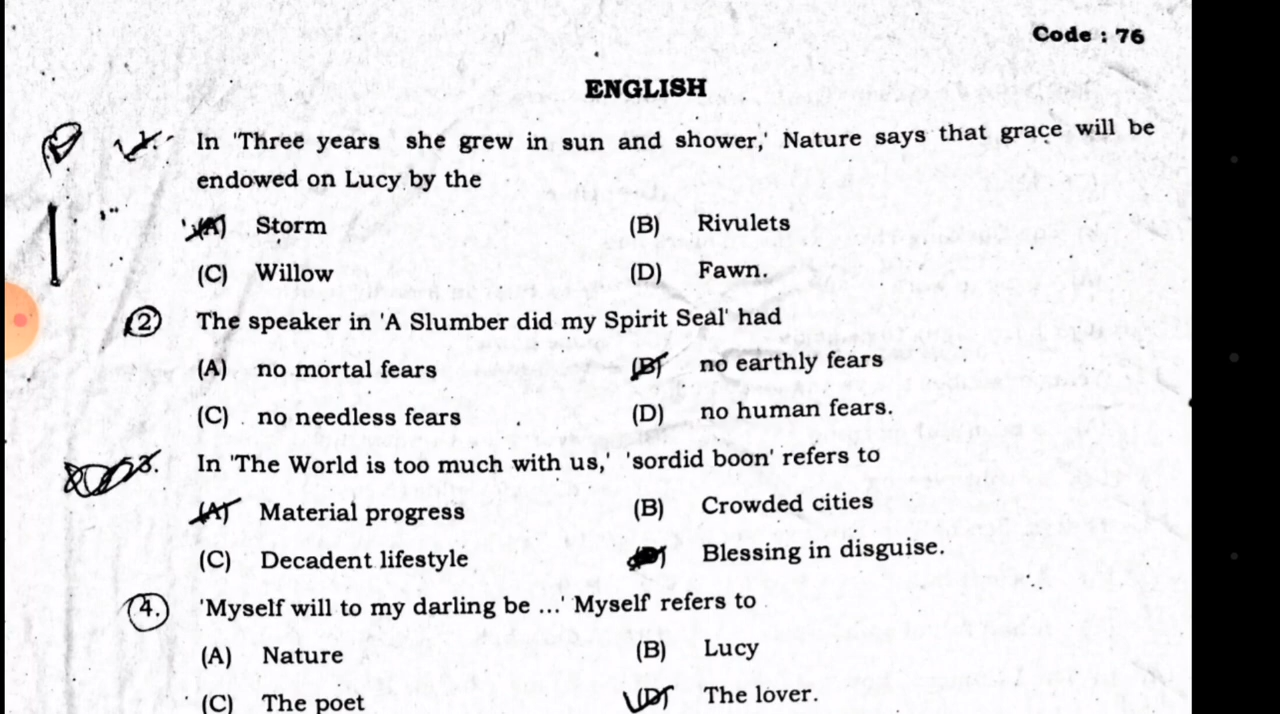 Code : 76
ENGLISH
1. In 'Three years she grew in sun and shower,' Nature says that grace will be
endowed on Lucy by the
(A) Storm (B) Rivulets
(C) Willow (D) Fawn.
2. The speaker in 'A Slumber did my Spirit Seal' had
(A) no mortal fears (B) no earthly fears
(C) no needless fears (D) no human fears.
3. In 'The World is too much with us,' 'sordid boon' refers to
(A) Material progress (B) Crowded cities
(C) Decadent lifestyle (D) Blessing in disguise.
4. 'Myself will to my darling be ...' Myself refers to
(A) Nature (B) Lucy
(C) The poet (D) The lover.